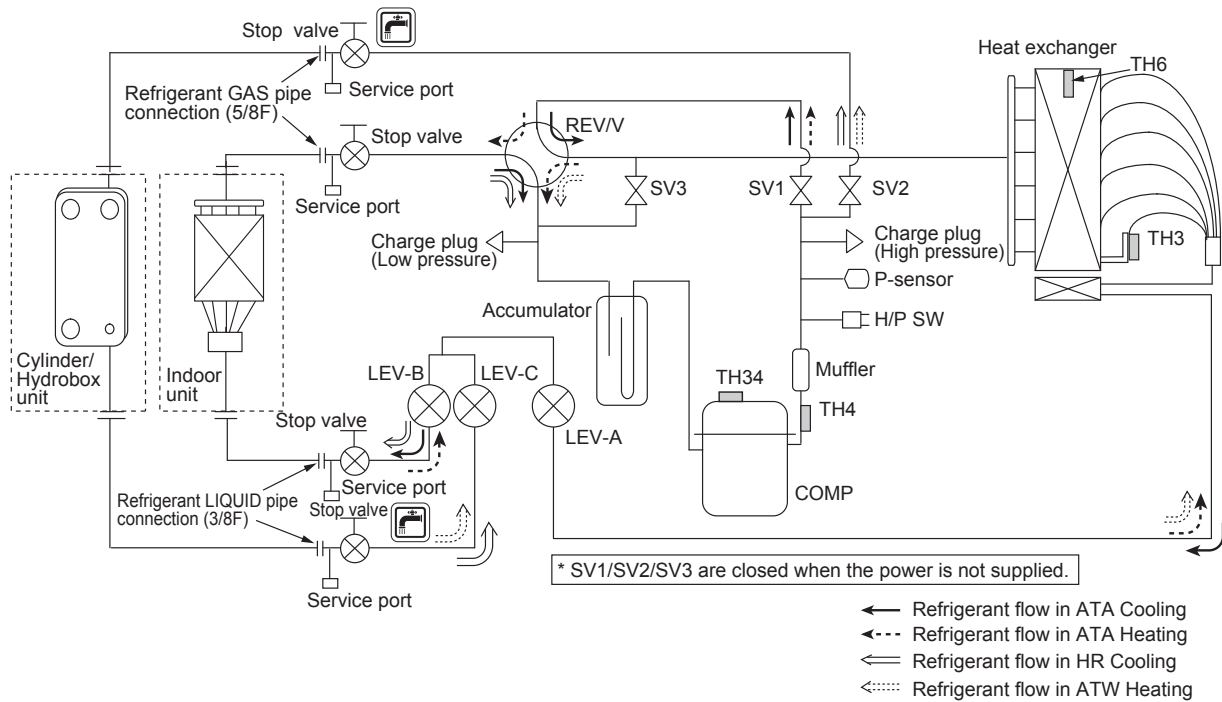 Stop valve
Heat exchanger
TH6
Refrigerant GAS pipe
connection (5/8F)
Service port
Stop valve
REV/V
Service port
SV3
SV1
SV2
Charge plug
(Low pressure)
Charge plug
(High pressure)
TH3
P-sensor
Accumulator
H/P SW
Cylinder/
Hydrobox
unit
Indoor
unit
LEV-B
LEV-C
Muffler
TH34
TH4
LEV-A
Stop valve
COMP
Refrigerant LIQUID pipe
connection (3/8F)
Service port
Stop valve
Service port
* SV1/SV2/SV3 are closed when the power is not supplied.
Refrigerant flow in ATA Cooling
Refrigerant flow in ATA Heating
Refrigerant flow in HR Cooling
Refrigerant flow in ATW Heating